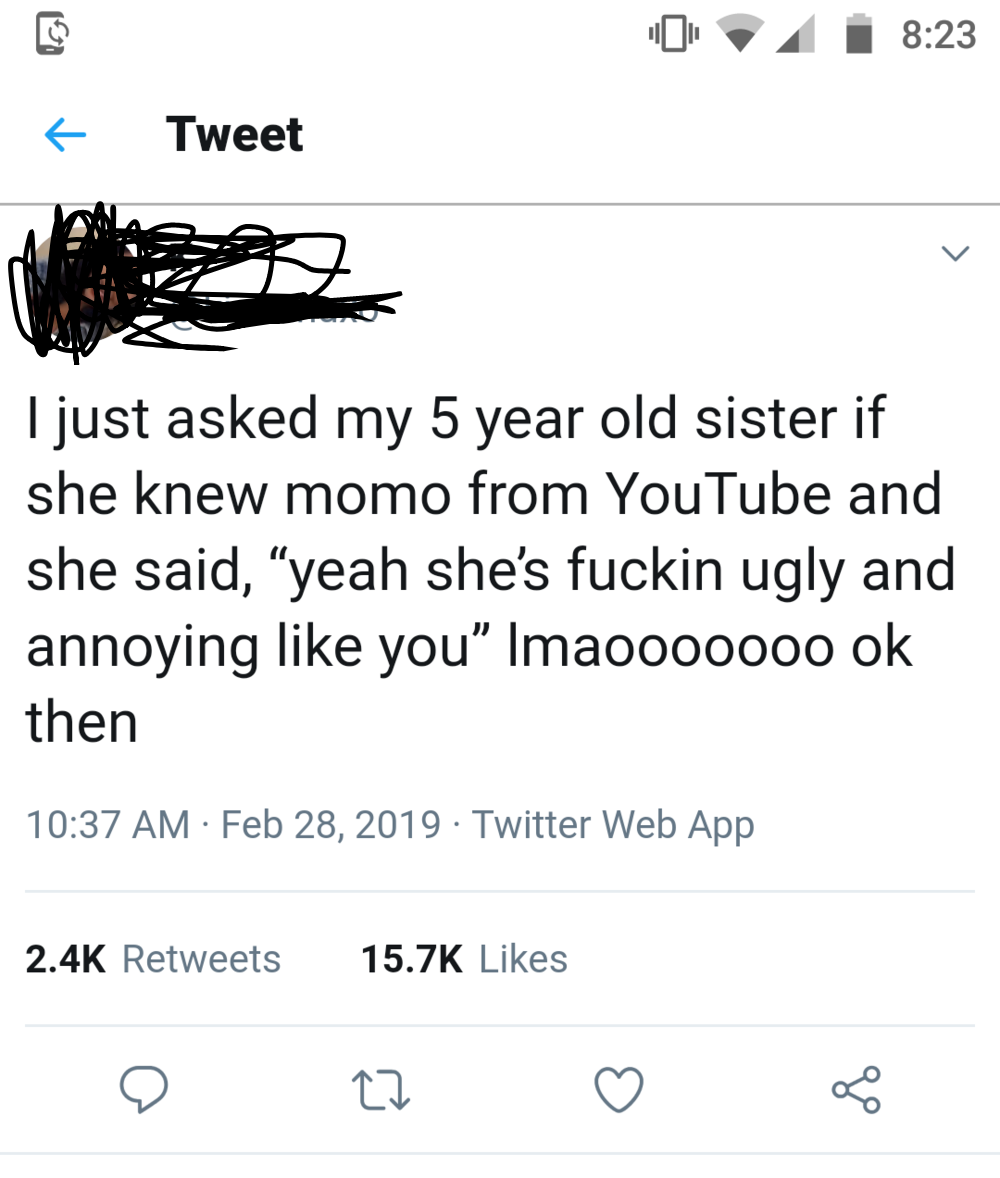 8:23
Tweet
I just asked my 5 year old sister if
she knew momo from YouTube and
she said, “yeah she’s fuckin ugly and
annoying like you” lmaooooooo ok
then
10:37 AM · Feb 28, 2019 · Twitter Web App
2.4K Retweets 15.7K Likes